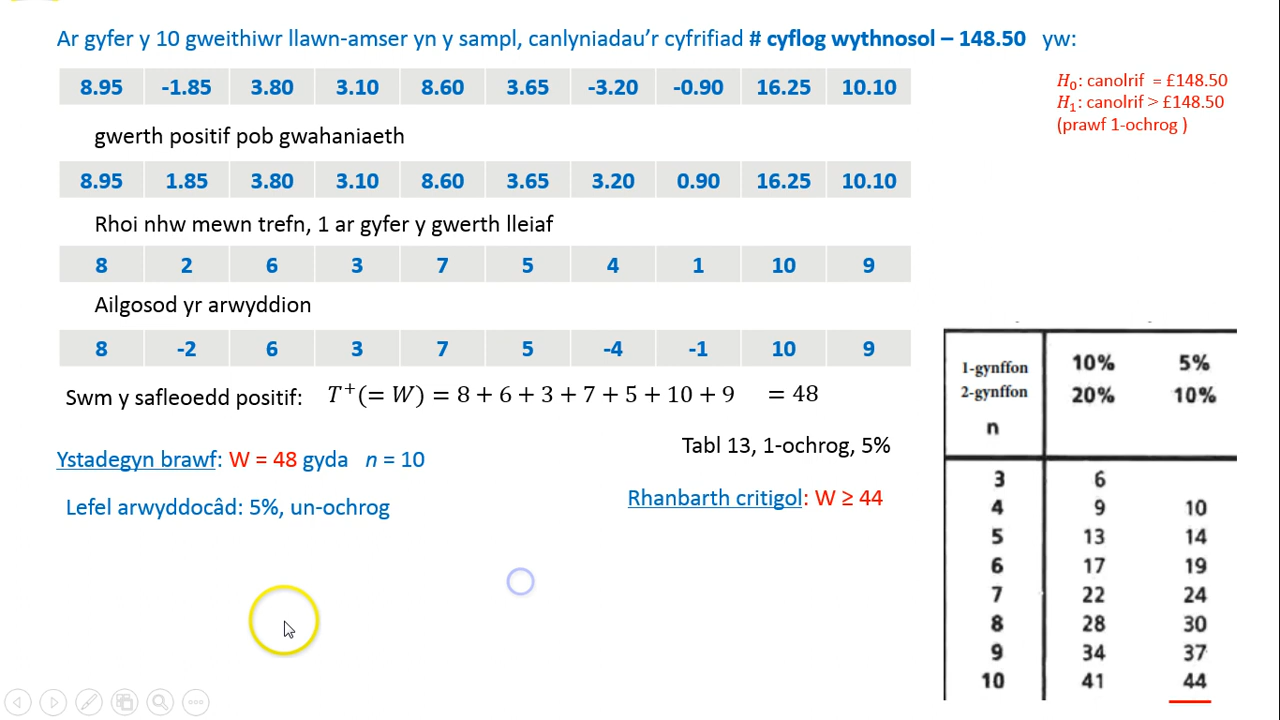 Ar gyfer y 10 gweithiwr llawn-amser yn y sampl, canlyniadau'r cyfrifiad # cyflog wythnosol – 148.50 yw:
H₀: canolrif = £148.50
H₁: canolrif > £148.50
(prawf 1-ochrog )
8.95 -1.85 3.80 3.10 8.60 3.65 -3.20 -0.90 16.25 10.10
gwerth positif pob gwahaniaeth
8.95 1.85 3.80 3.10 8.60 3.65 3.20 0.90 16.25 10.10
Rhoi nhw mewn trefn, 1 ar gyfer y gwerth lleiaf
8 2 6 3 7 5 4 1 10 9
Ailgosod yr arwyddion
8 -2 6 3 7 5 -4 -1 10 9
Swm y safleoedd positif: T⁺(= W) = 8 + 6 + 3 + 7 + 5 + 10 + 9 = 48
Ystadegyn brawf: W = 48 gyda n = 10
Tabl 13, 1-ochrog, 5%
Lefel arwyddocâd: 5%, un-ochrog
Rhanbarth critigol: W ≥ 44
1-gynffon 10% 5%
2-gynffon 20% 10%
n
3 6
4 9 10
5 13 14
6 17 19
7 22 24
8 28 30
9 34 37
10 41 44